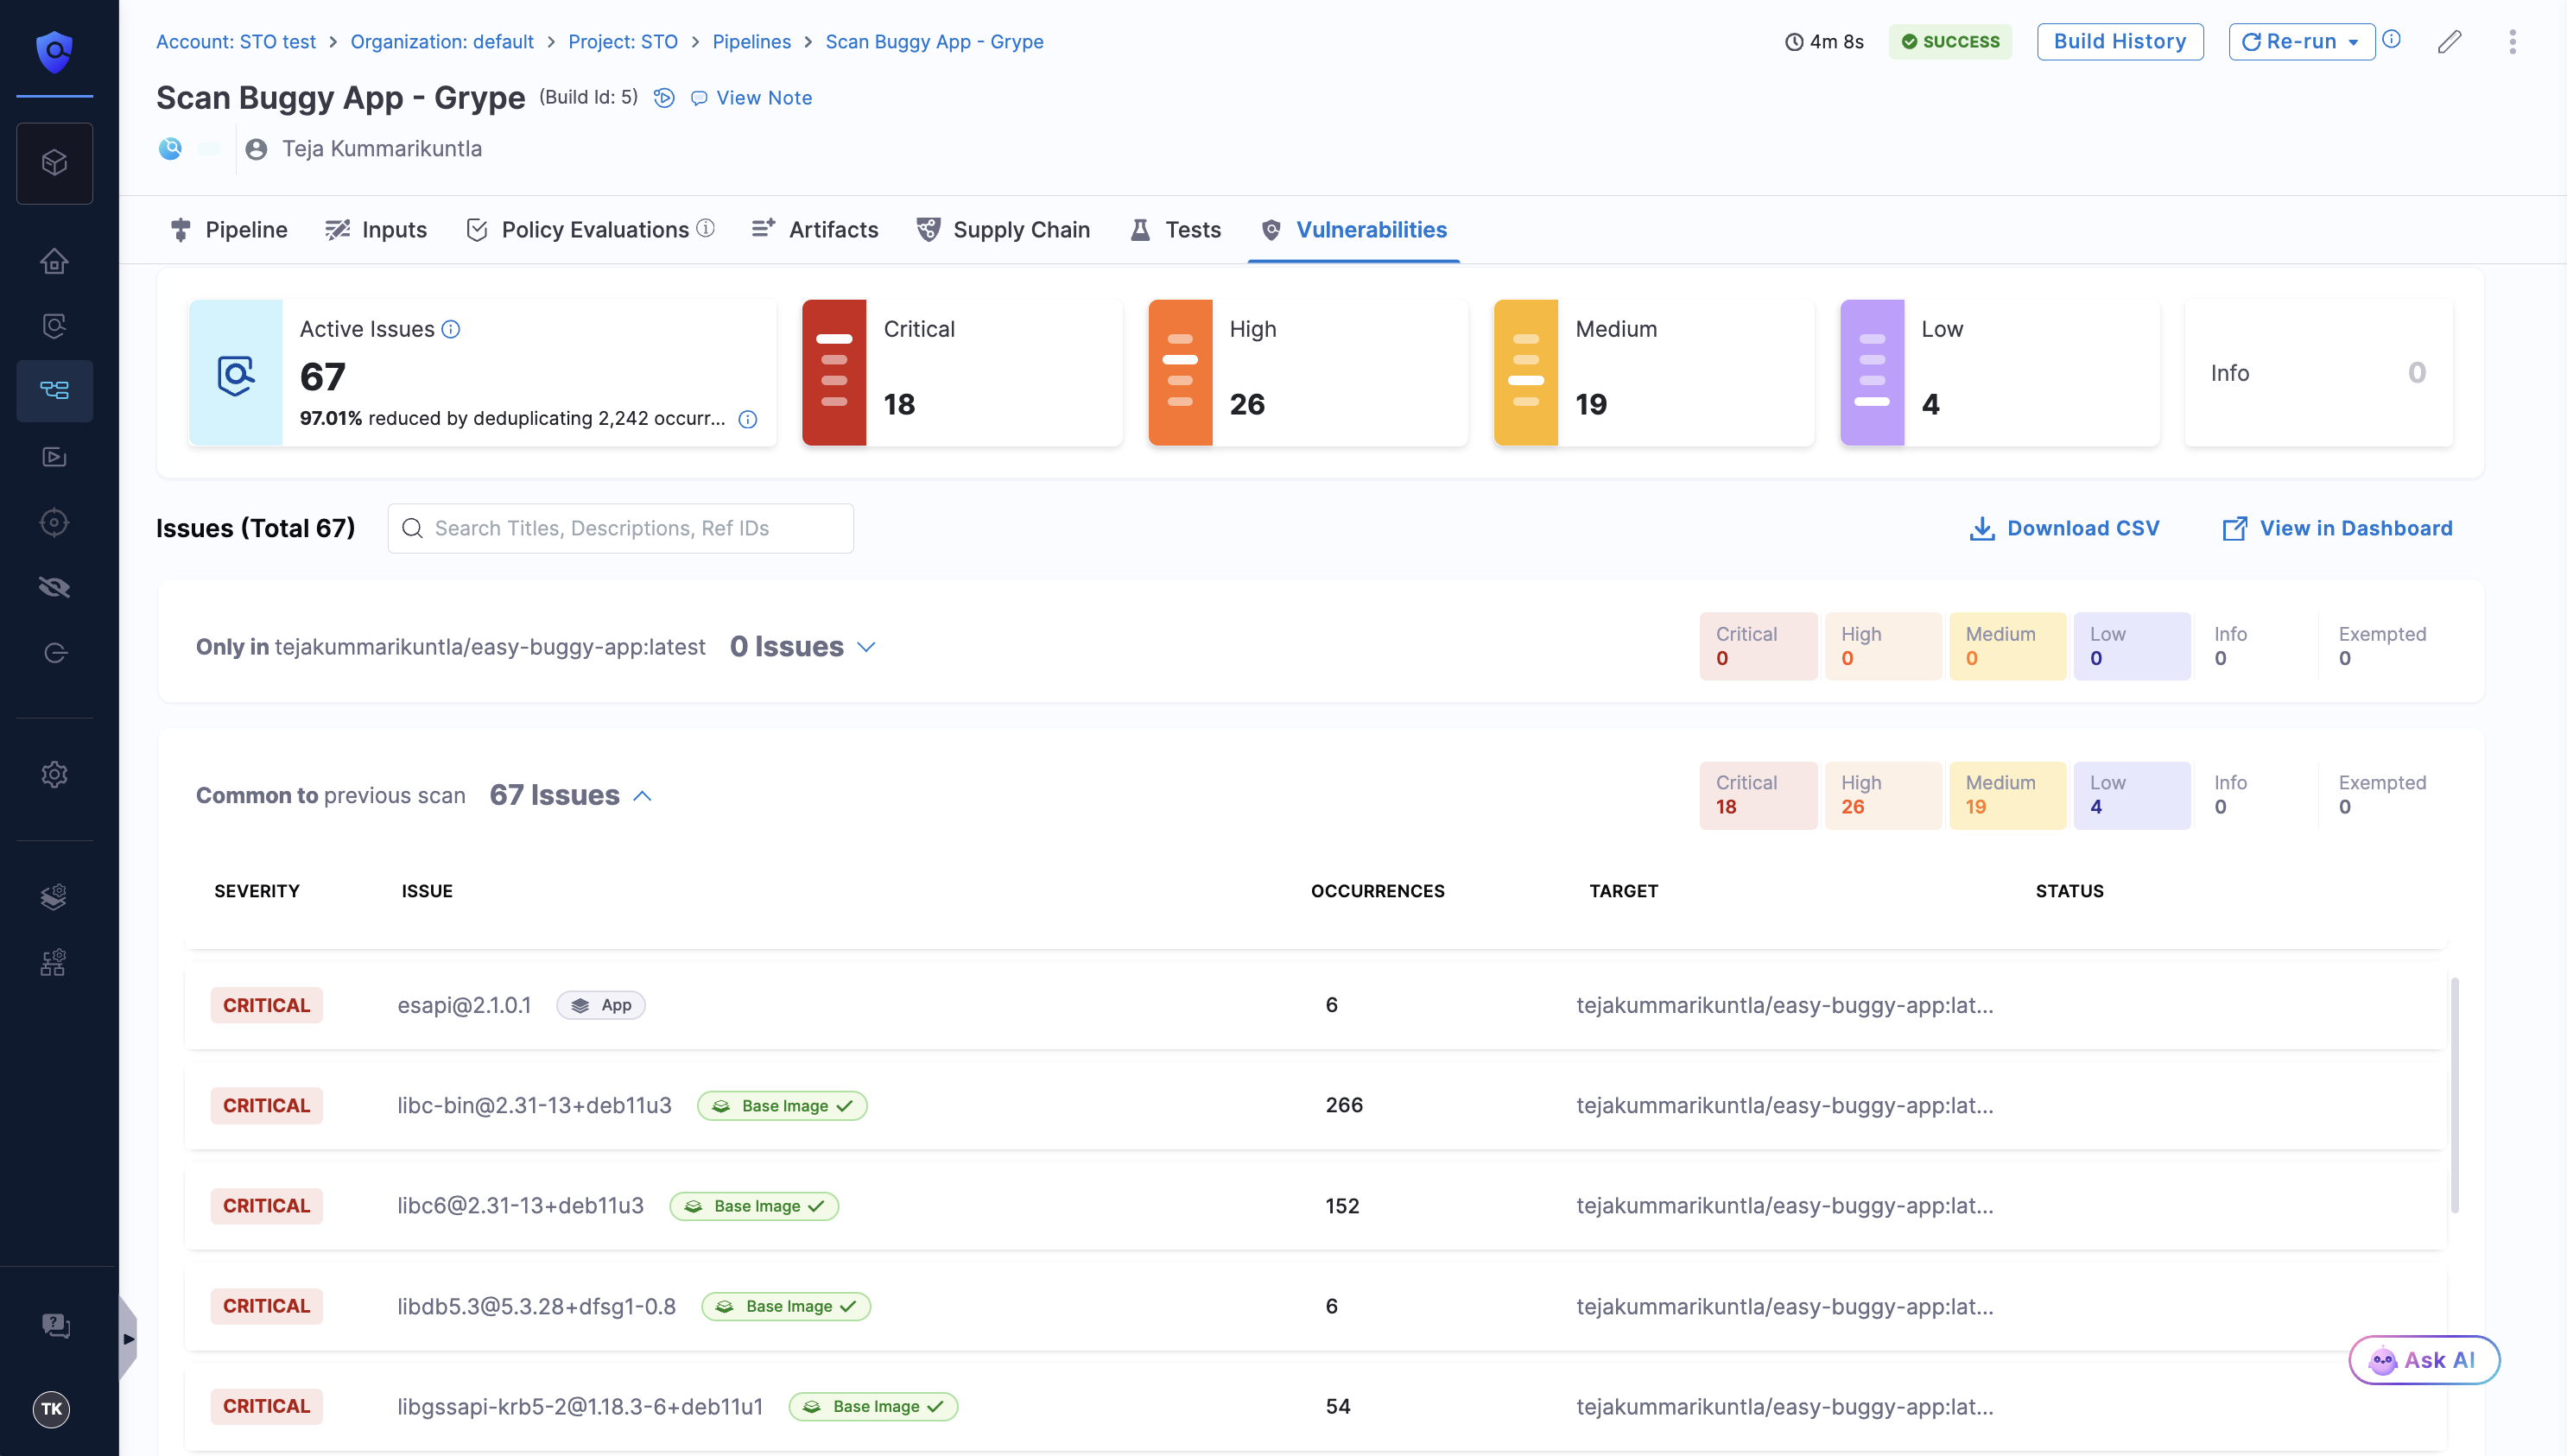 Account: STO test > Organization: default > Project: STO > Pipelines > Scan Buggy App - Grype
4m 8s
SUCCESS
Build History
Re-run
Scan Buggy App - Grype (Build Id: 5) View Note
Teja Kummarikuntla
Pipeline Inputs Policy Evaluations Artifacts Supply Chain Tests Vulnerabilities
Active Issues
67
97.01% reduced by deduplicating 2,242 occurr...
Critical
18
High
26
Medium
19
Low
4
Info 0
Issues (Total 67)
Search Titles, Descriptions, Ref IDs
Download CSV
View in Dashboard
Only in tejakummarikuntla/easy-buggy-app:latest 0 Issues
Critical High Medium Low Info Exempted
0 0 0 0 0 0
Common to previous scan 67 Issues
Critical High Medium Low Info Exempted
18 26 19 4 0 0
SEVERITY ISSUE OCCURRENCES TARGET STATUS
CRITICAL esapi@2.1.0.1 App 6 tejakummarikuntla/easy-buggy-app:lat...
CRITICAL libc-bin@2.31-13+deb11u3 Base Image 266 tejakummarikuntla/easy-buggy-app:lat...
CRITICAL libc6@2.31-13+deb11u3 Base Image 152 tejakummarikuntla/easy-buggy-app:lat...
CRITICAL libdb5.3@5.3.28+dfsg1-0.8 Base Image 6 tejakummarikuntla/easy-buggy-app:lat...
CRITICAL libgssapi-krb5-2@1.18.3-6+deb11u1 Base Image 54 tejakummarikuntla/easy-buggy-app:lat...
Ask AI
TK